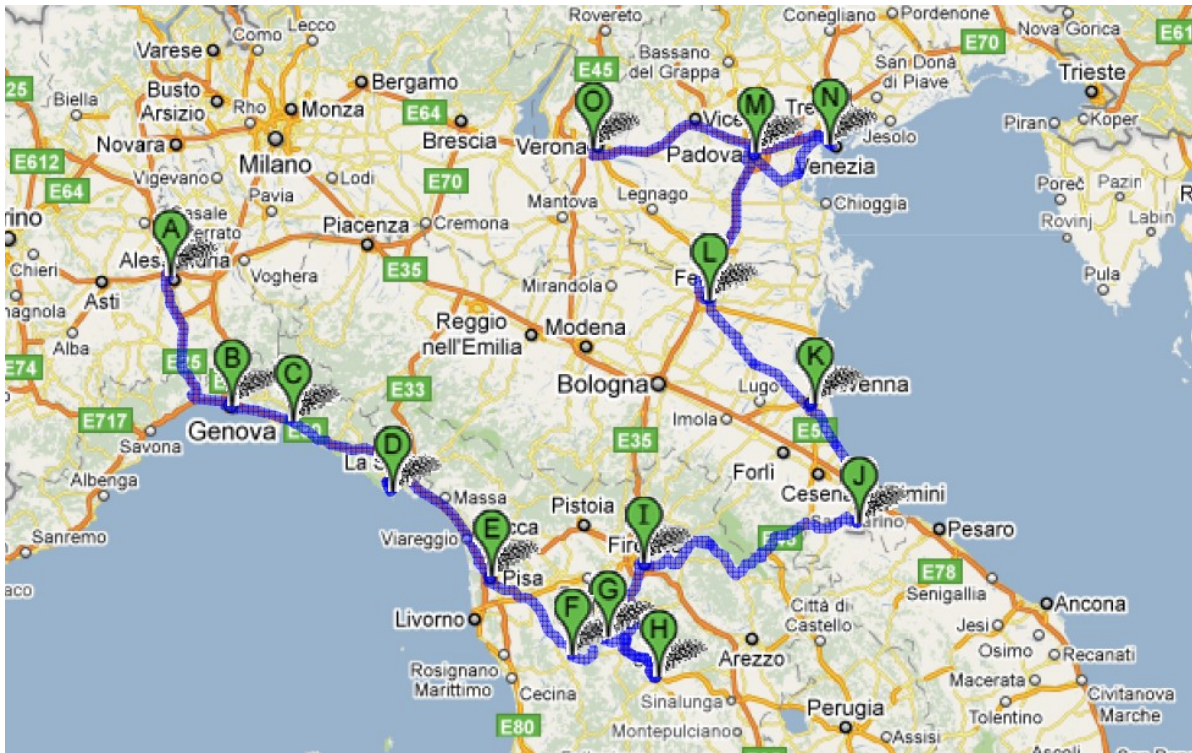 Rovereto
Conegliano
Pordenone
Nova Gorica
E61
Varese
Como
Lecco
Bassano
del Grappa
E45
E70
San Donà
di Piave
Trieste
25
Biella
Busto
Arsizio
Rho
Monza
Bergamo
E64
O
M
N
Piran
Koper
Novara
Milano
Brescia
Verona
Padova
Jesolo
Venezia
E612
E64
Vigevano
Lodi
E70
Legnago
Chioggia
Poreč
Pazin
Pavia
Mantova
Rovinj
Labin
A
Piacenza
Cremona
Chieri
Asti
Voghera
E35
L
Mirandola
Pula
Alba
Reggio
nell'Emilia
Modena
E74
B
C
Bologna
Lugo
K
E717
Genova
E33
Imola
Savona
E35
Forlì
D
Albenga
Massa
Cesena
J
Pistoia
Pesaro
Sanremo
Viareggio
E
I
Pisa
E78
Senigallia
F
G
H
Livorno
Città di
Castello
Ancona
Jesi
Arezzo
Osimo
Rosignano
Marittimo
Recanati
Cecina
Sinalunga
Macerata
Civitanova
Marche
E80
Montepulciano
Perugia
Tolentino
Assisi